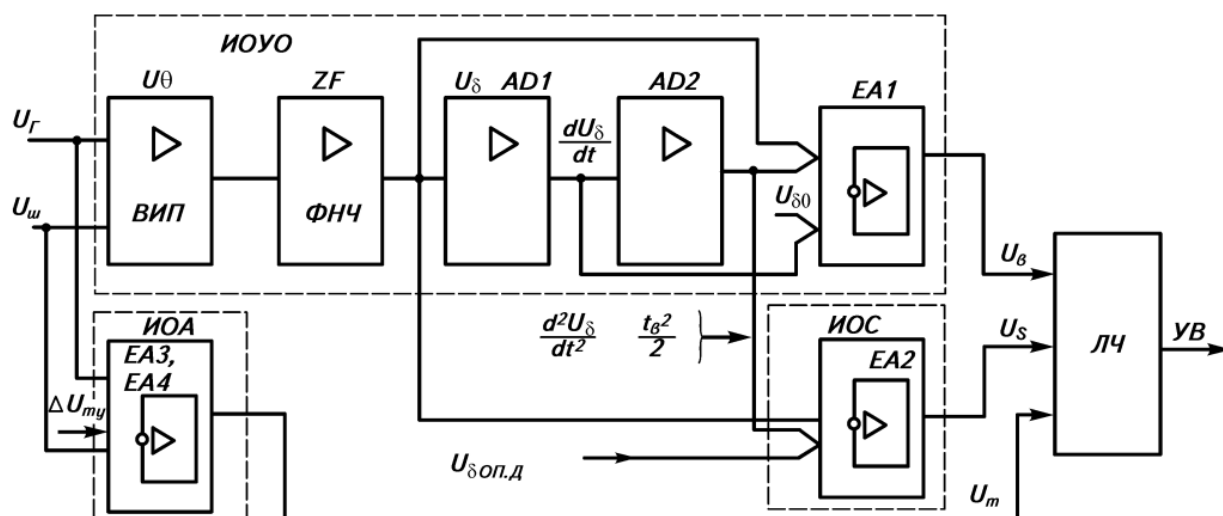 ИОУО
Uθ
ZF
Uδ
AD1
AD2
EA1
UГ
dUδ
dt
Uδ0
Uш
ВИП
ФНЧ
Uв
ИОА
d²Uδ
dt²
tв²
2
ИОС
US
ЛЧ
УВ
EA3,
EA4
EA2
ΔUту
Uδоп.д
Uт